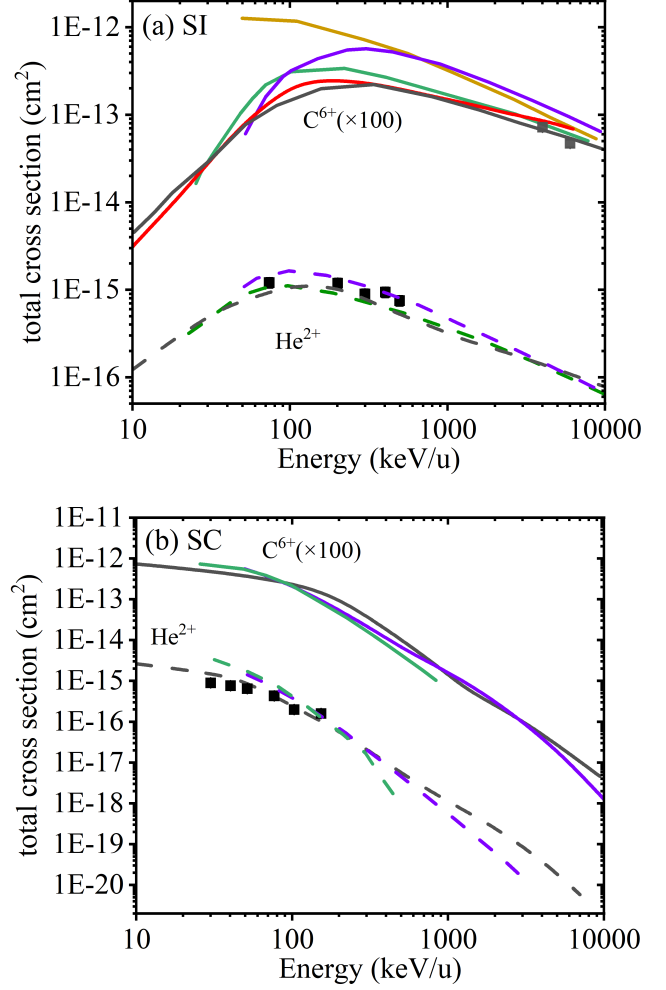 (a) SI
1E-12
1E-13
1E-14
1E-15
1E-16
total cross section (cm²)
C⁶⁺(×100)
He²⁺
10 100 1000 10000
Energy (keV/u)
(b) SC
1E-11
1E-12
1E-13
1E-14
1E-15
1E-16
1E-17
1E-18
1E-19
1E-20
total cross section (cm²)
C⁶⁺(×100)
He²⁺
10 100 1000 10000
Energy (keV/u)